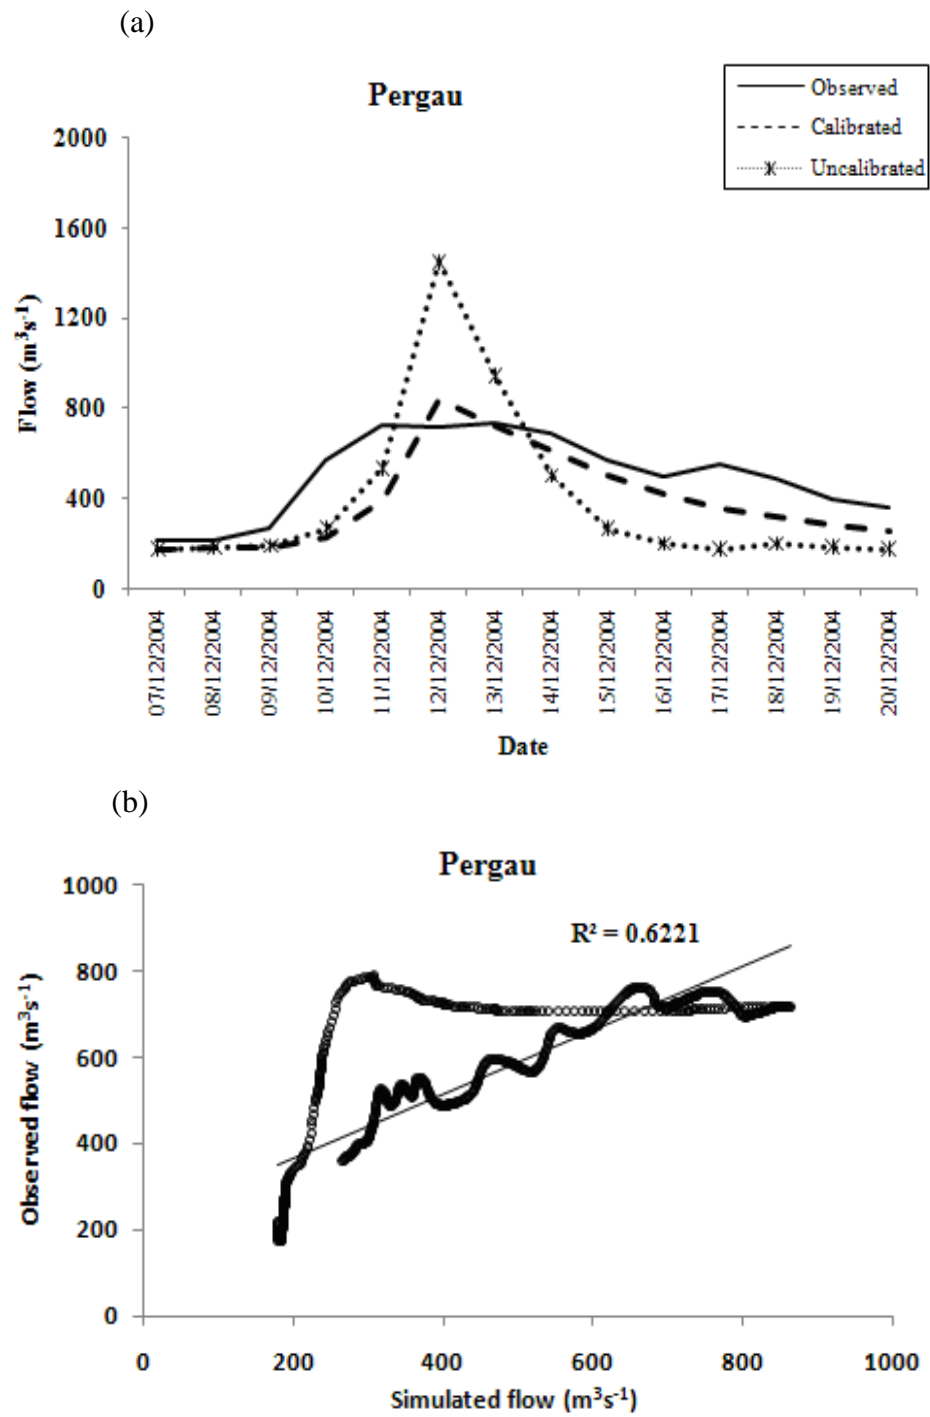 (a)
Pergau
Observed
Calibrated
Uncalibrated
2000
1600
1200
800
400
0
Flow (m³s⁻¹)
07/12/2004
08/12/2004
09/12/2004
10/12/2004
11/12/2004
12/12/2004
13/12/2004
14/12/2004
15/12/2004
16/12/2004
17/12/2004
18/12/2004
19/12/2004
20/12/2004
Date
(b)
Pergau
R² = 0.6221
1000
800
600
400
200
0
Observed flow (m³s⁻¹)
0 200 400 600 800 1000
Simulated flow (m³s⁻¹)